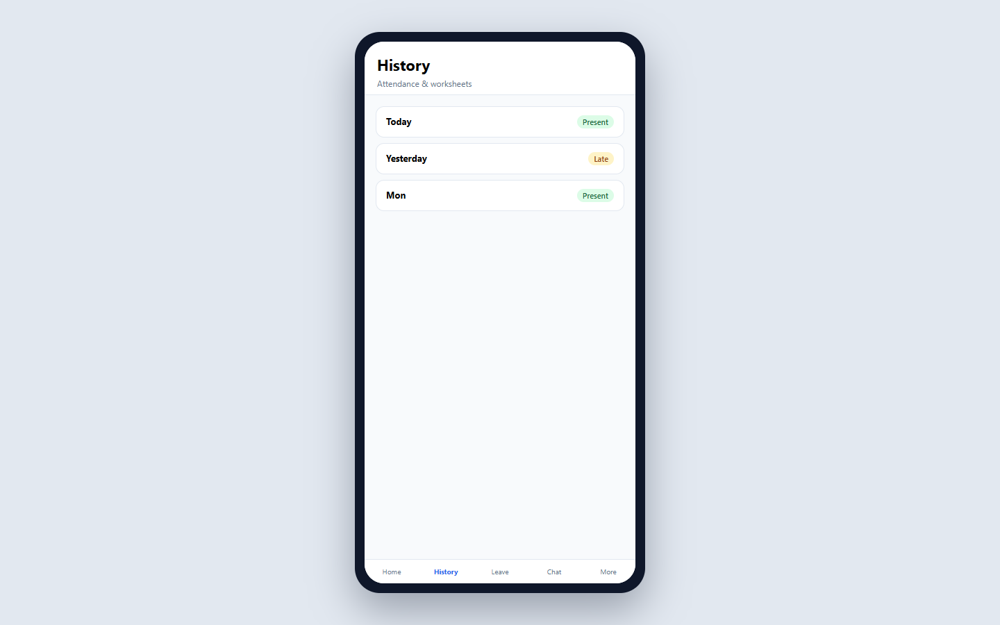 History
Attendance & worksheets
Today Present
Yesterday Late
Mon Present
Home History Leave Chat More